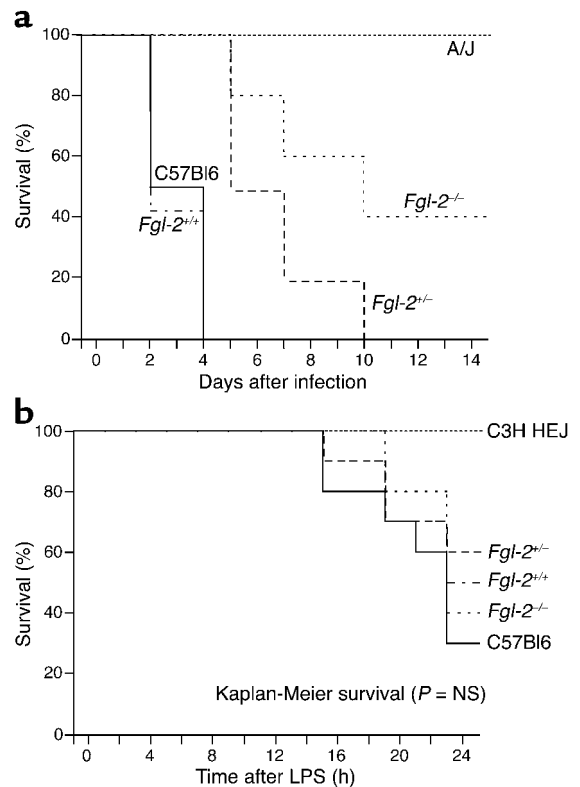 a
100
80
60
40
20
0
Survival (%)
A/J
C57Bl6
Fgl-2+/+
Fgl-2–/–
Fgl-2+/–
0 2 4 6 8 10 12 14
Days after infection
b
100
80
60
40
20
0
Survival (%)
C3H HEJ
Fgl-2+/–
Fgl-2+/+
Fgl-2–/–
C57Bl6
Kaplan-Meier survival (P = NS)
0 4 8 12 16 20 24
Time after LPS (h)